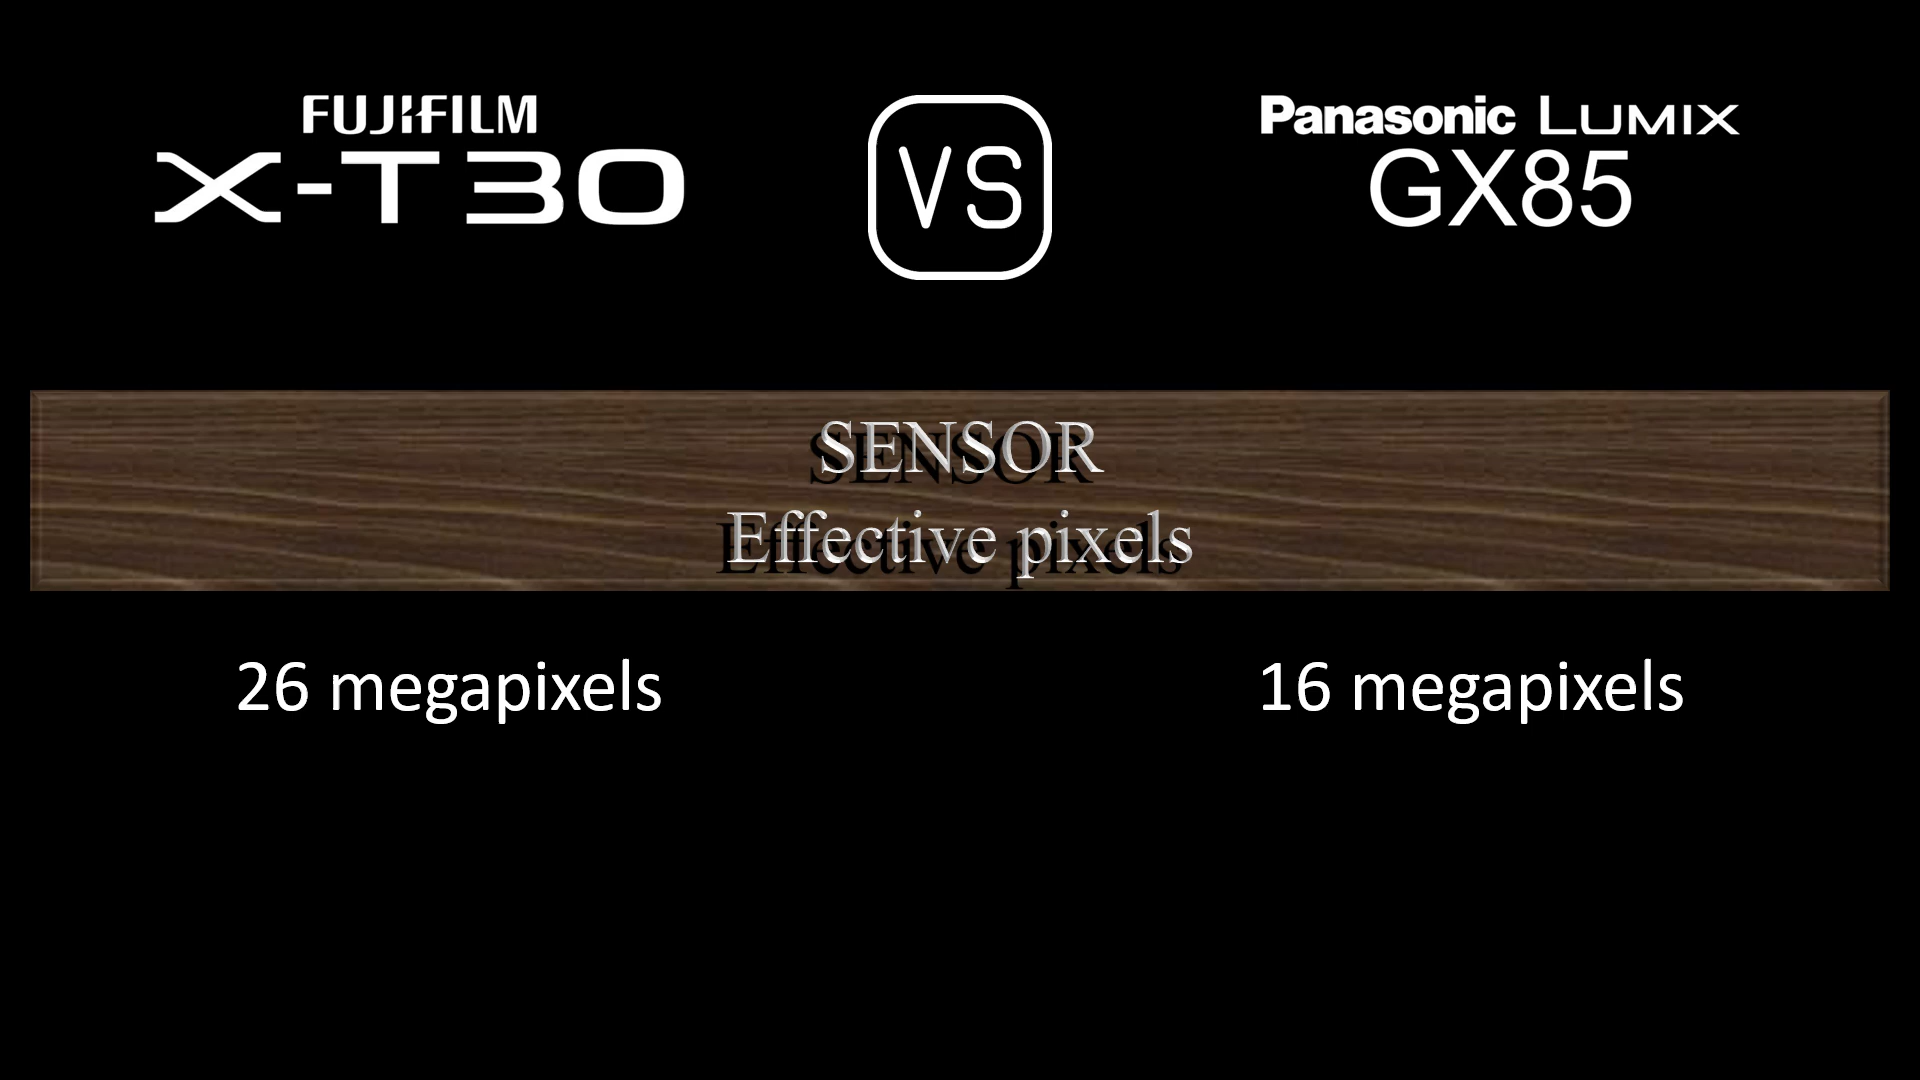 FUJIFILM
X-T30
VS
Panasonic LUMIX
GX85
SENSOR
Effective pixels
26 megapixels
16 megapixels